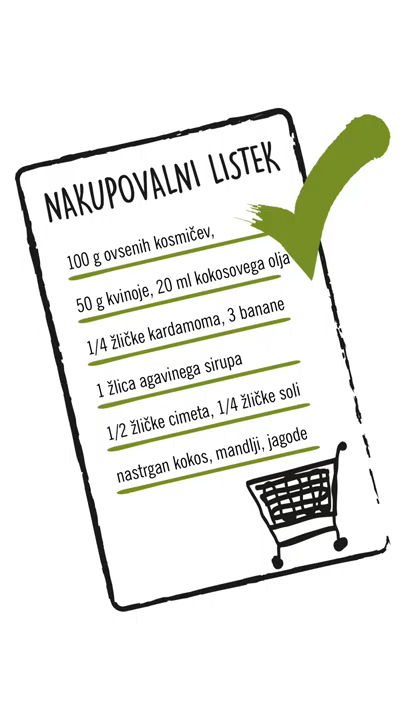 NAKUPOVALNI LISTEK
100 g ovsenih kosmičev,
50 g kvinoje, 20 ml kokosovega olja
1/4 žličke kardamoma, 3 banane
1 žlica agavinega sirupa
1/2 žličke cimeta, 1/4 žličke soli
nastrgan kokos, mandlji, jagode